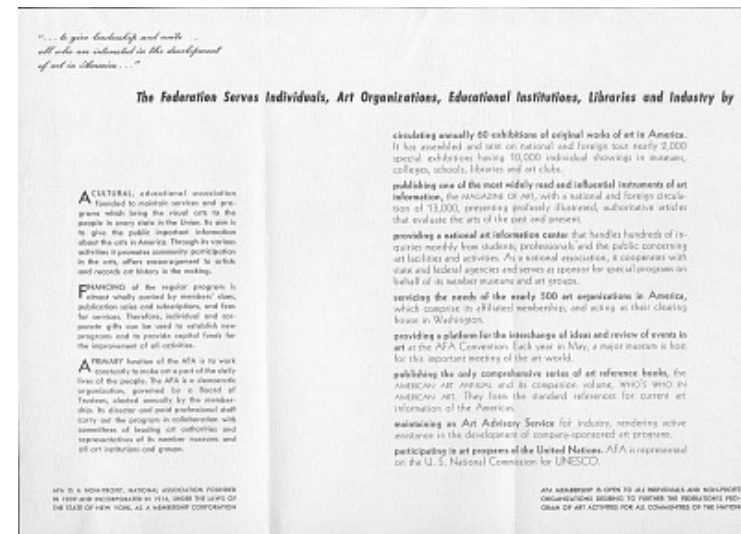 "... to give leadership and unite ...
all who are interested in the development
of art in America ..."
The Federation Serves Individuals, Art Organizations, Educational Institutions, Libraries and Industry by
A CULTURAL, educational association
founded to maintain services and pro-
grams which bring the visual arts to the
people in every state in the Union. Its aim is
to give the public important information
about the arts in America. Through its various
activities it promotes community participation
in the arts, offers encouragement to artists
and records art history in the making.
FINANCING of the regular program is
almost wholly carried by members' dues,
publication sales and subscriptions, and fees
for services. Therefore, individual and cor-
porate gifts can be used to establish new
programs and to provide capital funds for
the improvement of all activities.
A PRIMARY function of the AFA is to work
constantly to make art a part of the daily
lives of the people. The AFA is a democratic
organization, governed by a Board of
Trustees, elected annually by the member-
ship. Its director and paid professional staff
carry out the program in collaboration with
committees of leading art authorities and
representatives of its member museums and
all art institutions and groups.
AFA IS A NON-PROFIT, NATIONAL ASSOCIATION FOUNDED
IN 1909 AND INCORPORATED IN 1916, UNDER THE LAWS OF
THE STATE OF NEW YORK, AS A MEMBERSHIP CORPORATION
circulating annually 60 exhibitions of original works of art in America.
It has assembled and sent on national and foreign tour nearly 2,000
special exhibitions having 10,000 individual showings in museums,
colleges, schools, libraries and art clubs.
publishing one of the most widely read and influential instruments of art
information, the MAGAZINE OF ART, with a national and foreign circula-
tion of 13,000, presenting profusely illustrated, authoritative articles
that evaluate the arts of the past and present.
providing a national art information center that handles hundreds of in-
quiries monthly from students, professionals and the public concerning
art facilities and activities. As a national association, it cooperates with
state and federal agencies and serves as sponsor for special programs on
behalf of its member museums and art groups.
servicing the needs of the nearly 500 art organizations in America,
which comprise its affiliated membership, and acting as their clearing
house in Washington.
providing a platform for the interchange of ideas and review of events in
art at the AFA Convention. Each year in May, a major museum is host
for this important meeting of the art world.
publishing the only comprehensive series of art reference books, the
AMERICAN ART ANNUAL and its companion volume, WHO'S WHO IN
AMERICAN ART. They form the standard references for current art
information of the Americas.
maintaining an Art Advisory Service for industry, rendering active
assistance in the development of company-sponsored art programs.
participating in art programs of the United Nations. AFA is represented
on the U. S. National Commission for UNESCO.
AFA MEMBERSHIP IS OPEN TO ALL INDIVIDUALS AND NON-PROFIT
ORGANIZATIONS DESIRING TO FURTHER THE FEDERATION'S PRO-
GRAM OF ART ACTIVITIES FOR ALL COMMUNITIES OF THE NATION